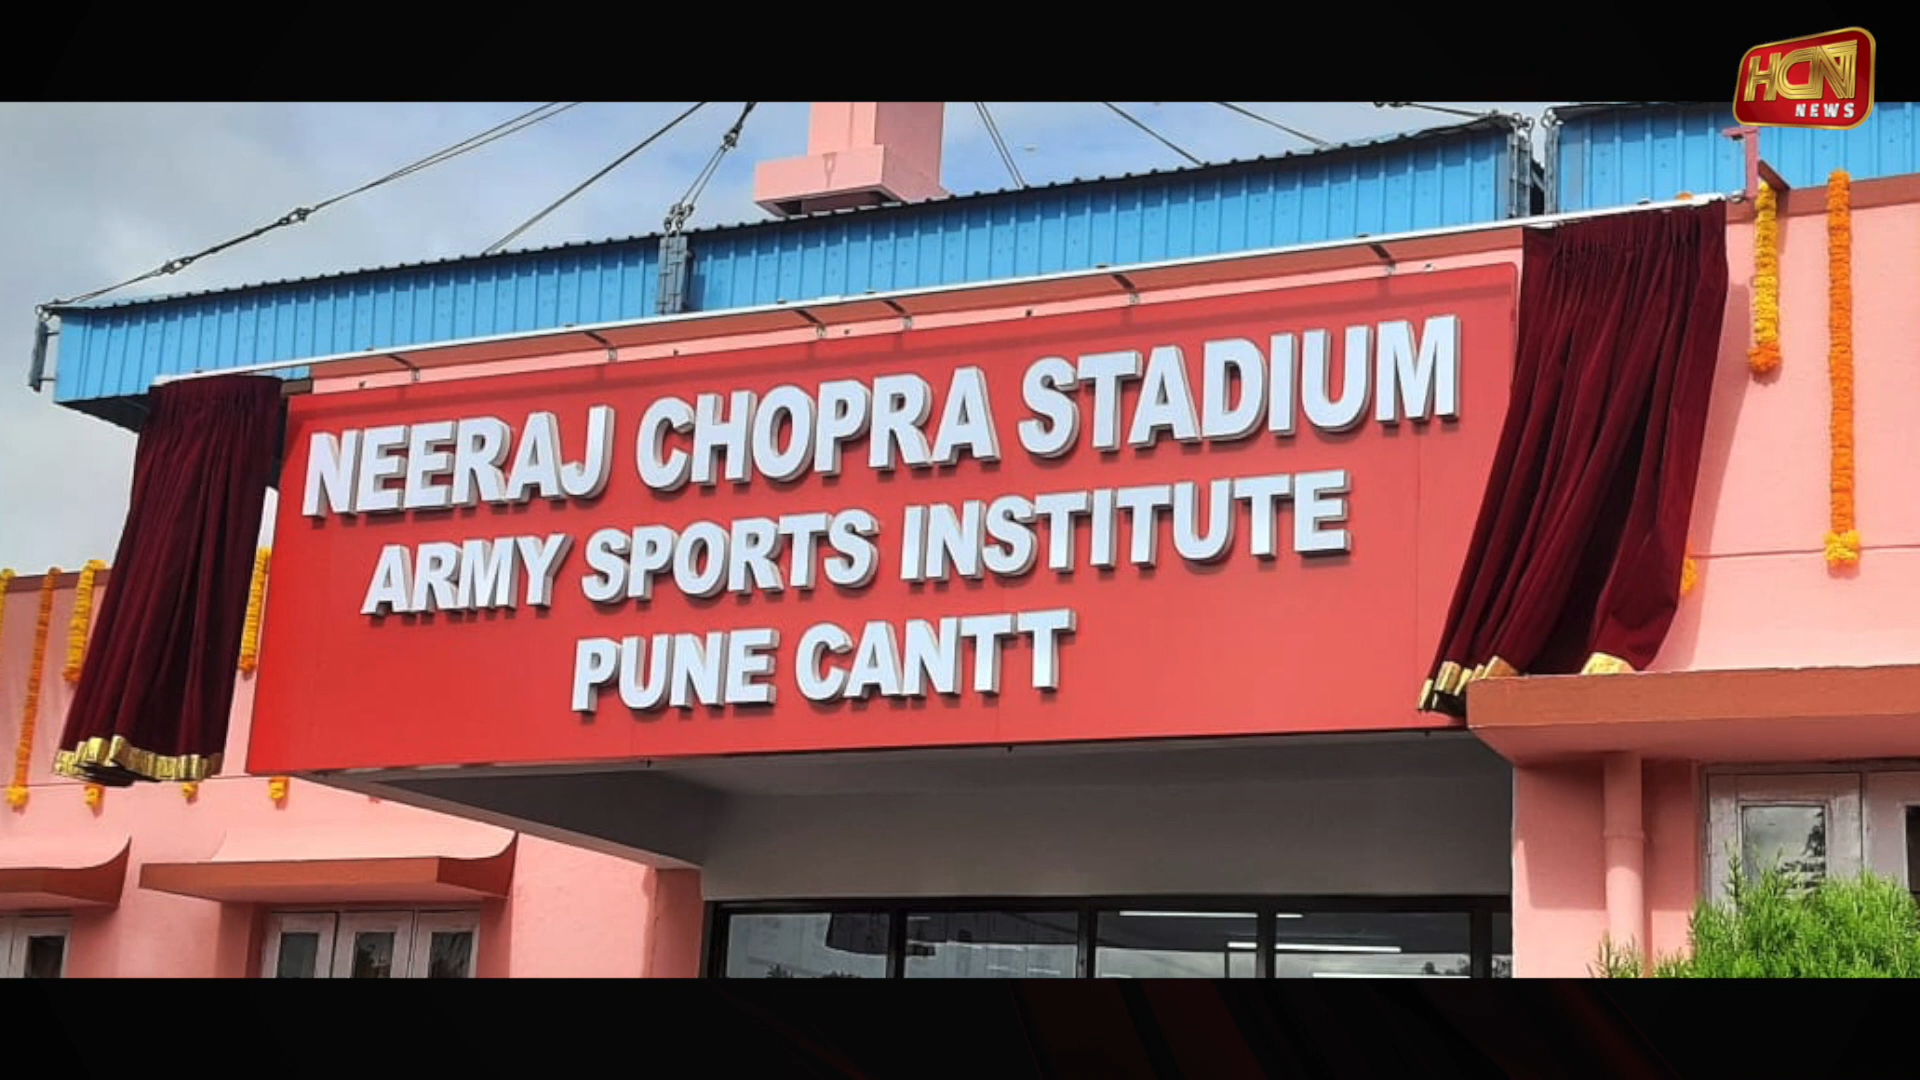 HCN
NEWS
NEERAJ CHOPRA STADIUM
ARMY SPORTS INSTITUTE
PUNE CANTT